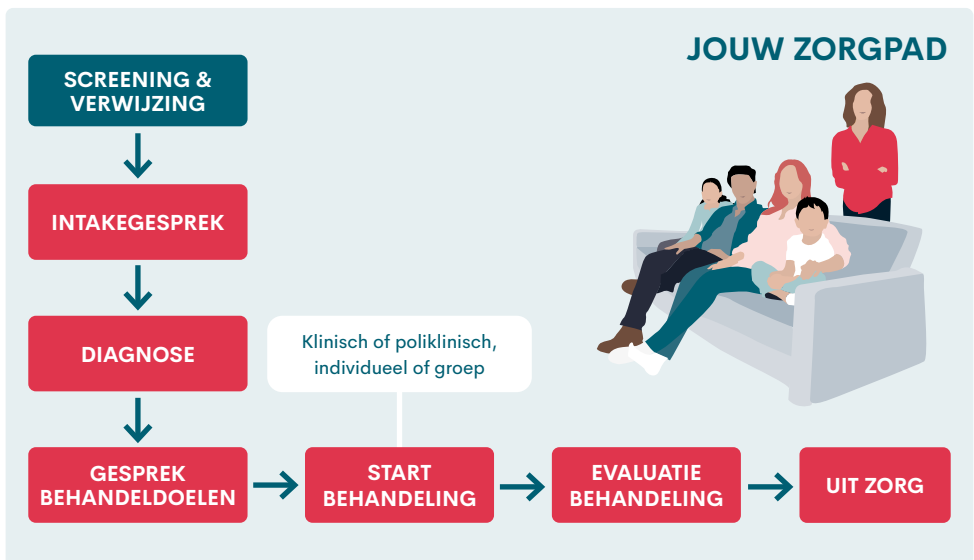 JOUW ZORGPAD
SCREENING &
VERWIJZING
INTAKEGESPREK
DIAGNOSE
Klinisch of poliklinisch,
individueel of groep
GESPREK
BEHANDELDOELEN
START
BEHANDELING
EVALUATIE
BEHANDELING
UIT ZORG